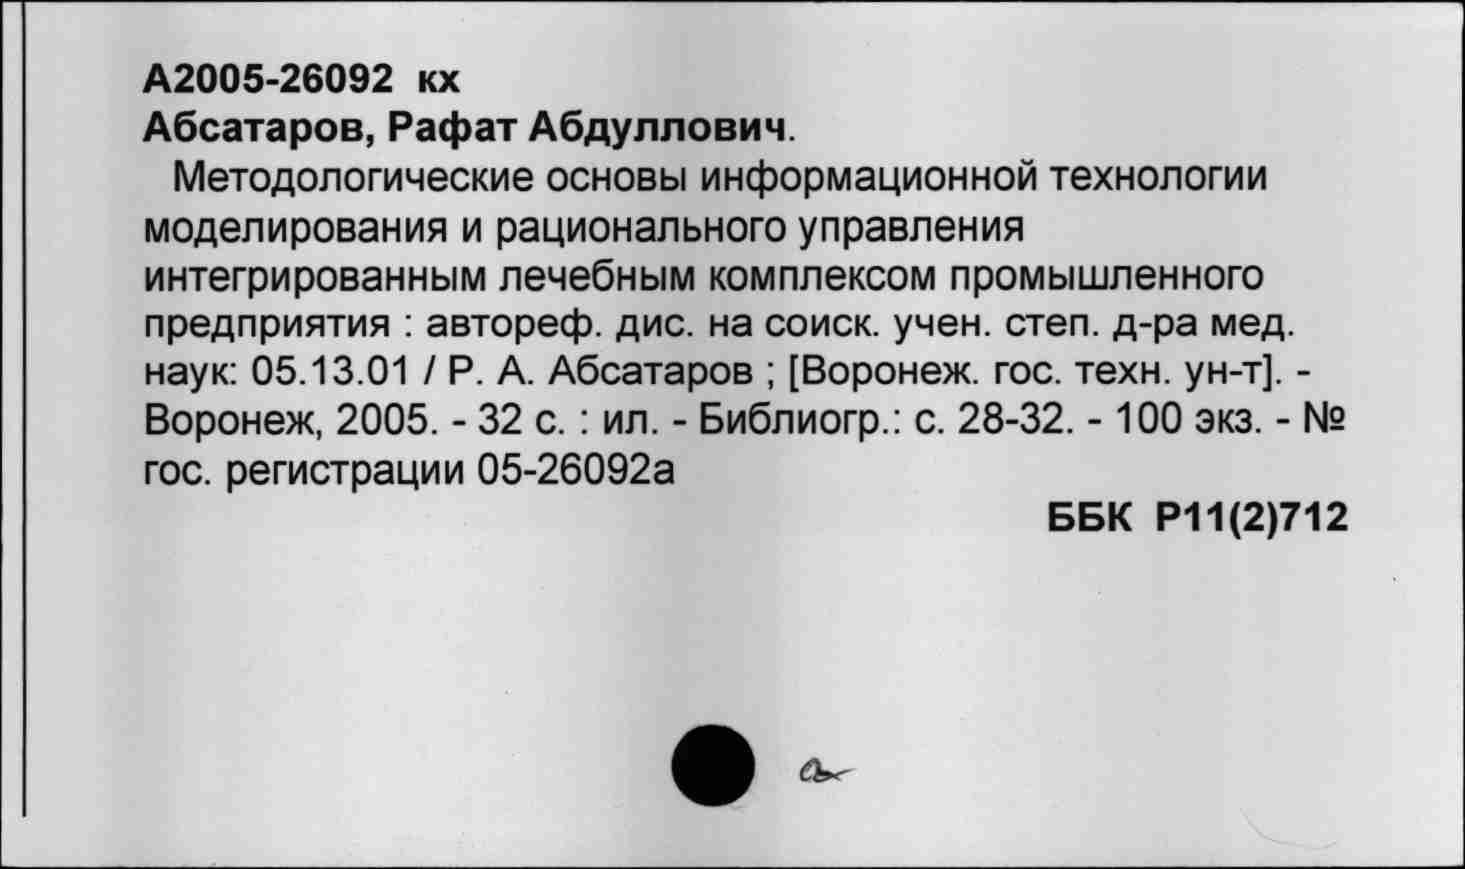 А2005-26092 кх
Абсатаров, Рафат Абдуллович.
Методологические основы информационной технологии
моделирования и рационального управления
интегрированным лечебным комплексом промышленного
предприятия : автореф. дис. на соиск. учен. степ. д-ра мед.
наук: 05.13.01 / Р. А. Абсатаров ; [Воронеж. гос. техн. ун-т]. -
Воронеж, 2005. - 32 с. : ил. - Библиогр.: с. 28-32. - 100 экз. - №
гос. регистрации 05-26092а
ББК Р11(2)712